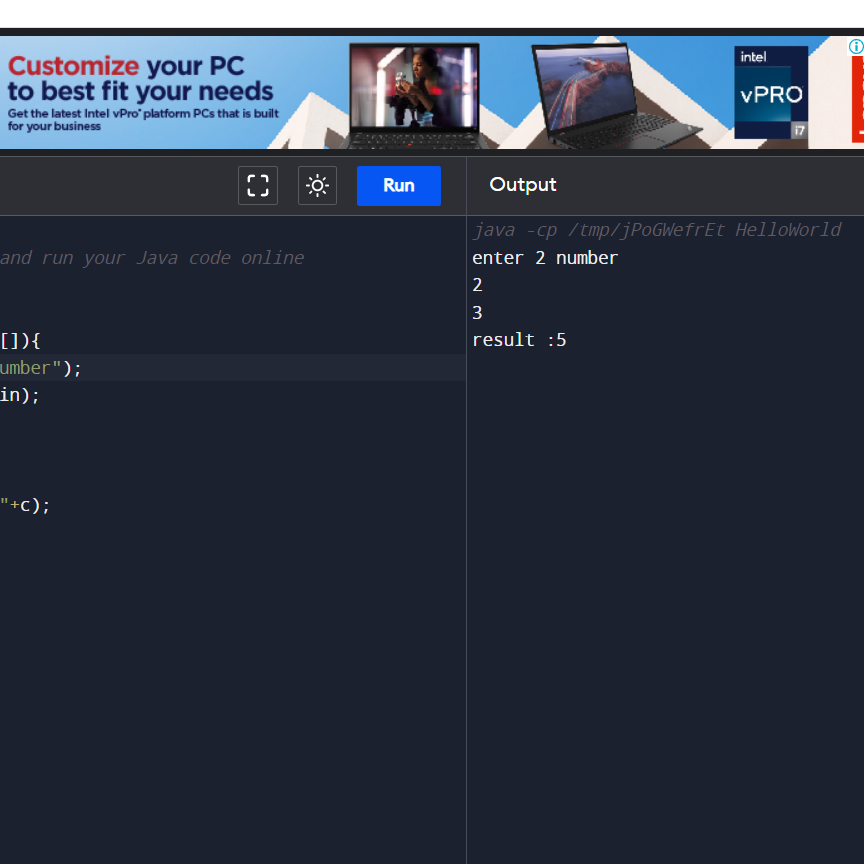 Customize your PC
to best fit your needs
Get the latest Intel vPro® platform PCs that is built
for your business
intel
vPRO
i7
Run
Output
and run your Java code online
[]){
umber");
in);
"+c);
java -cp /tmp/jPoGWefrEt HelloWorld
enter 2 number
2
3
result :5